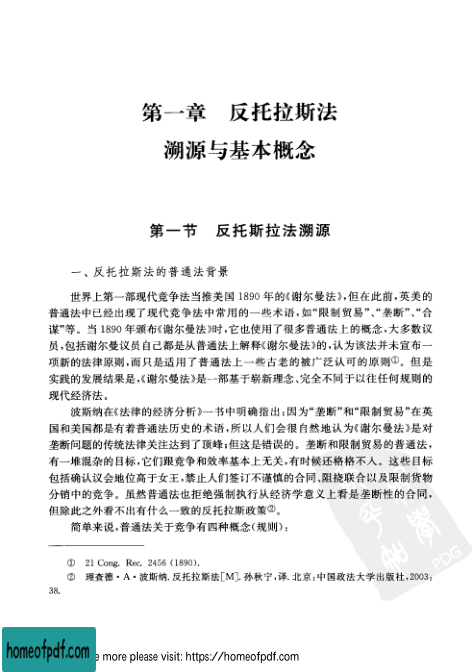 第一章　反托拉斯法
溯源与基本概念
第一节　反托斯拉法溯源
一、反托拉斯法的普通法背景
世界上第一部现代竞争法当推美国 1890 年的《谢尔曼法》,但在此前,英美的
普通法中已经出现了现代竞争法中常用的一些术语,如“限制贸易”、“垄断”、“合
谋”等。当 1890 年颁布《谢尔曼法》时,它也使用了很多普通法上的概念,大多数议
员,包括谢尔曼议员自己都是从普通法上解释《谢尔曼法》的,认为该法并未宣布一
项新的法律原则,而只是适用了普通法上一些古老的被广泛认可的原则①。但是
实践的发展结果是,《谢尔曼法》是一部基于崭新理念、完全不同于以往任何规则的
现代经济法。
波斯纳在《法律的经济分析》一书中明确指出:因为“垄断”和“限制贸易”在英
国和美国都是有着普通法历史的术语,所以人们会很自然地认为《谢尔曼法》是对
垄断问题的传统法律关注达到了顶峰;但这是错误的。垄断和限制贸易的普通法,
有一堆混杂的目标,它们跟竞争和效率基本上无关,有时候还格格不入。这些目标
包括确认议会地位高于女王,禁止人们签订不谨慎的合同、阻挠联合以及限制货物
分销中的竞争。虽然普通法也拒绝强制执行从经济学意义上看是垄断性的合同,
但除此之外看不出有什么一致的反托拉斯政策②。
简单来说,普通法关于竞争有四种概念(规则):
① 21 Cong. Rec. 2456 (1890).
② 理查德·A·波斯纳.反托拉斯法[M].孙秋宁,译.北京:中国政法大学出版社,2003:
38.
PDG
homeofpdf.com
e more please visit: https://homeofpdf.com